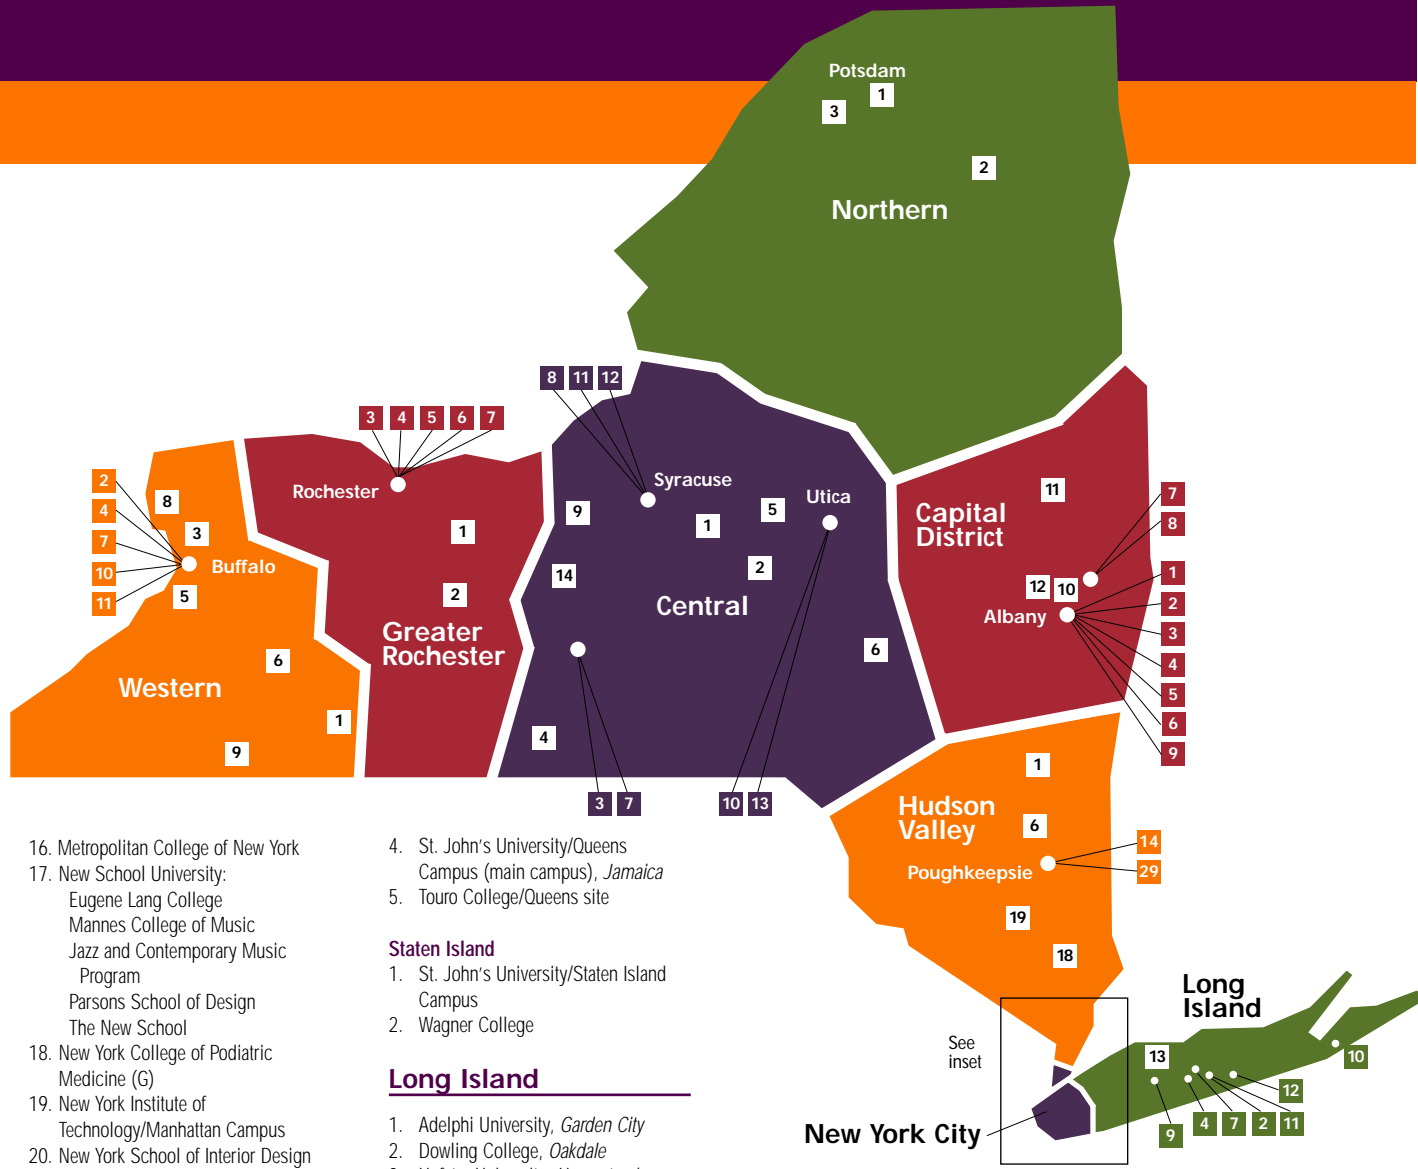 Potsdam
1
3
2
Northern
8 11 12
3 4 5 6 7
Syracuse
Utica
Rochester
9
5
1
1
14
2
2
Central
Greater
Rochester
6
4
3 7
10 13
2
4
7
10
11
8
3
Buffalo
5
6
Western
1
9
Capital
District
11
7
8
12 10
Albany
1
2
3
4
5
6
9
1
Hudson
Valley
6
14
29
Poughkeepsie
19
18
Long
Island
See
inset
13
10
12
4 7 2 11
9
New York City
16. Metropolitan College of New York
17. New School University:
Eugene Lang College
Mannes College of Music
Jazz and Contemporary Music
Program
Parsons School of Design
The New School
18. New York College of Podiatric
Medicine (G)
19. New York Institute of
Technology/Manhattan Campus
20. New York School of Interior Design
4. St. John's University/Queens
Campus (main campus), Jamaica
5. Touro College/Queens site
Staten Island
1. St. John's University/Staten Island
Campus
2. Wagner College
Long Island
1. Adelphi University, Garden City
2. Dowling College, Oakdale